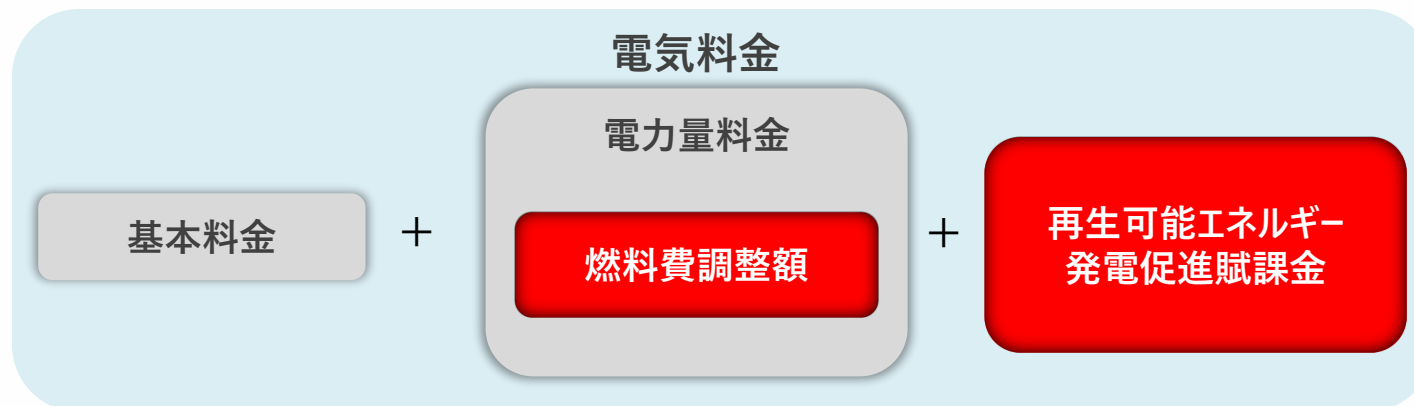 電気料金
電力量料金
基本料金
+
燃料費調整額
+
再生可能エネルギー
発電促進賦課金